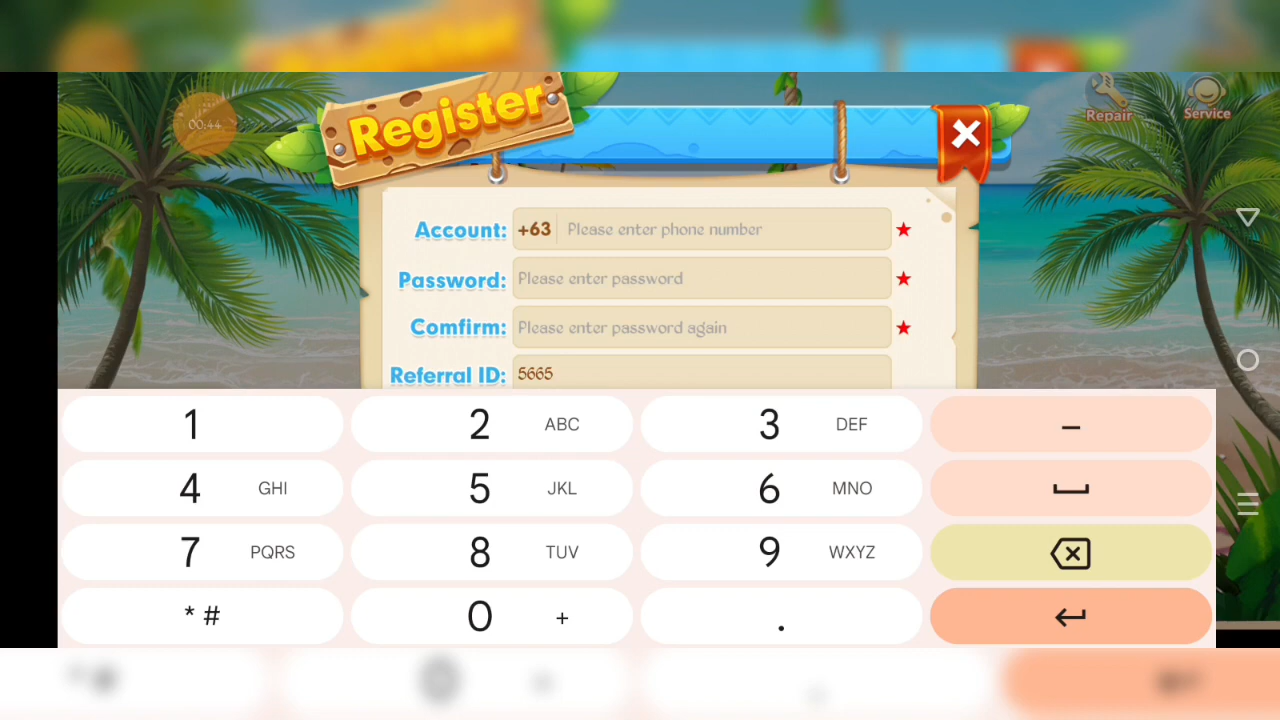 Register
00:44
Repair
Service
Account: +63 Please enter phone number ★
Password: Please enter password ★
Comfirm: Please enter password again ★
Referral ID: 5665
1 2 ABC 3 DEF –
4 GHI 5 JKL 6 MNO
7 PQRS 8 TUV 9 WXYZ
* # 0 + .